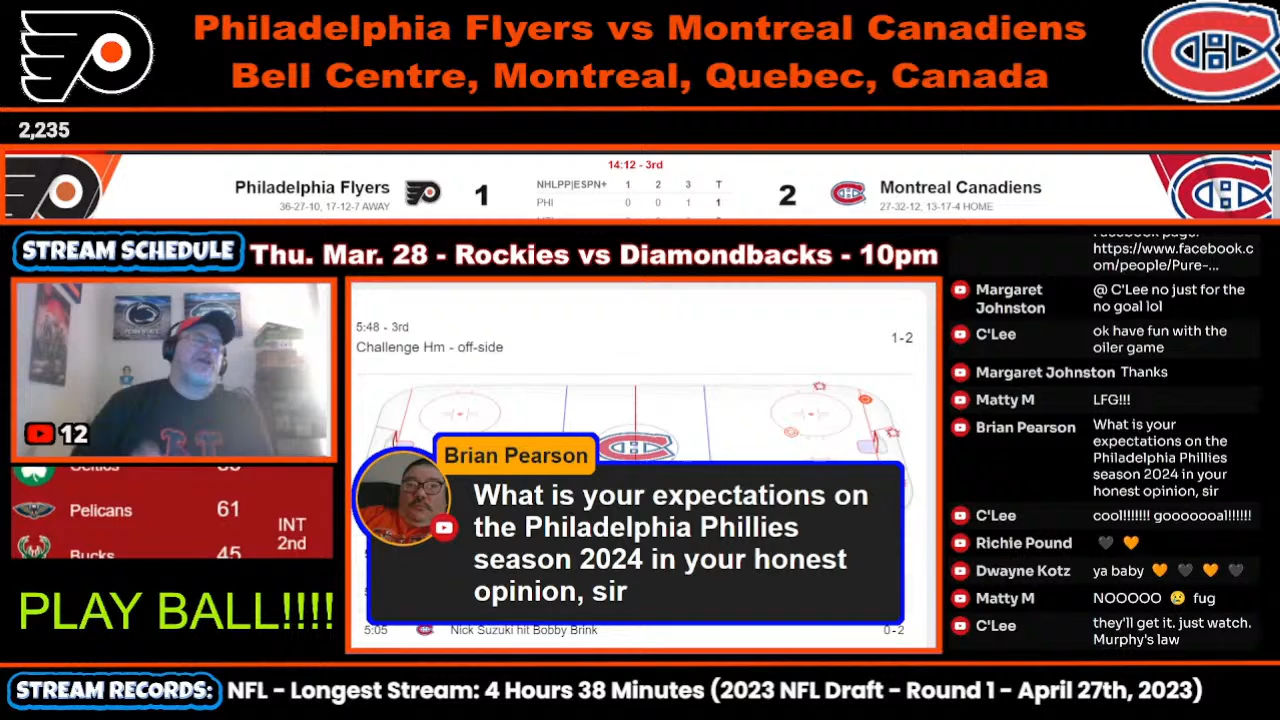 Philadelphia Flyers vs Montreal Canadiens
Bell Centre, Montreal, Quebec, Canada
2,235
14:12 - 3rd
Philadelphia Flyers
36-27-10, 17-12-7 AWAY
1
NHLPP|ESPN+ 1 2 3 T
PHI 0 0 1 1
2
Montreal Canadiens
27-32-12, 13-17-4 HOME
STREAM SCHEDULE
Thu. Mar. 28 - Rockies vs Diamondbacks - 10pm
12
Celtics
Pelicans 61
INT
2nd
Bucks 45
PLAY BALL!!!!
5:48 - 3rd
Challenge Hm - off-side
1-2
Brian Pearson
What is your expectations on
the Philadelphia Phillies
season 2024 in your honest
opinion, sir
5:05 Nick Suzuki hit Bobby Brink 0-2
https://www.facebook.c
om/people/Pure-...
Margaret Johnston @ C'Lee no just for the
no goal lol
C'Lee ok have fun with the
oiler game
Margaret Johnston Thanks
Matty M LFG!!!
Brian Pearson What is your
expectations on the
Philadelphia Phillies
season 2024 in your
honest opinion, sir
C'Lee cool!!!!!!! gooooooal!!!!!!
Richie Pound 🖤 🧡
Dwayne Kotz ya baby 🧡 🖤 🧡 🖤
Matty M NOOOOO 😢 fug
C'Lee they'll get it. just watch.
Murphy's law
STREAM RECORDS:
NFL - Longest Stream: 4 Hours 38 Minutes (2023 NFL Draft - Round 1 - April 27th, 2023)